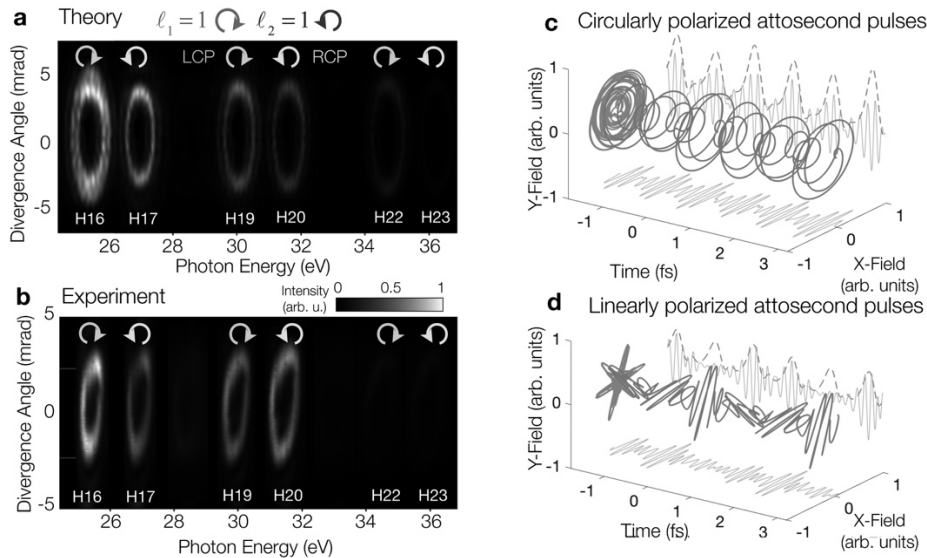 a Theory
ℓ₁ = 1 ℓ₂ = 1
LCP RCP
Divergence Angle (mrad)
5
0
-5
H16 H17 H19 H20 H22 H23
26 28 30 32 34 36
Photon Energy (eV)
b Experiment
Intensity (arb. u.)
0 0.5 1
Divergence Angle (mrad)
5
0
-5
H16 H17 H19 H20 H22 H23
26 28 30 32 34 36
Photon Energy (eV)
c Circularly polarized attosecond pulses
Y-Field (arb. units)
1
0
-1
-1 0 1 2 3
Time (fs)
-1 0 1
X-Field
(arb. units)
d Linearly polarized attosecond pulses
Y-Field (arb. units)
1
0
-1
-1 0 1 2 3
Time (fs)
-1 0 1
X-Field
(arb. units)